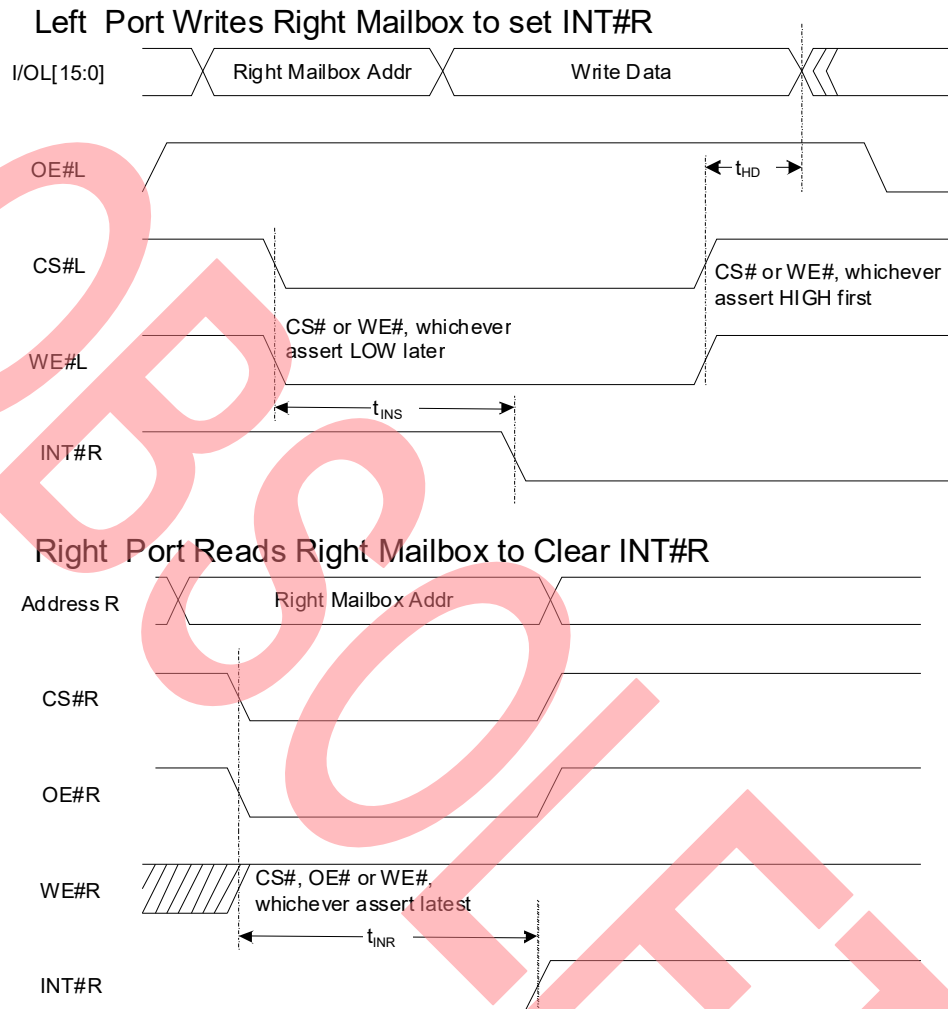 Left Port Writes Right Mailbox to set INT#R
I/OL[15:0]
Right Mailbox Addr
Write Data
OE#L
tHD
CS#L
CS# or WE#, whichever
assert HIGH first
CS# or WE#, whichever
assert LOW later
WE#L
tINS
INT#R
Right Port Reads Right Mailbox to Clear INT#R
Address R
Right Mailbox Addr
CS#R
OE#R
WE#R
CS#, OE# or WE#,
whichever assert latest
tINR
INT#R
OBSOLET